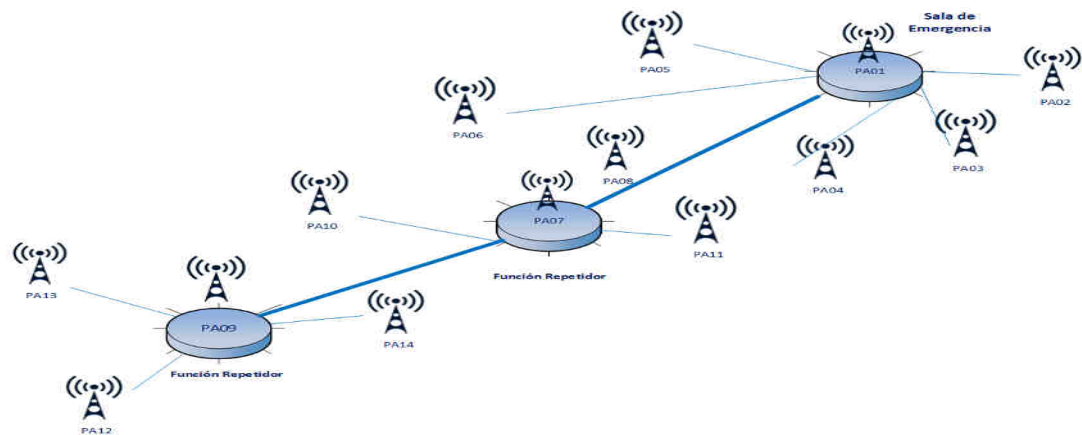 Sala de
Emergencia
PA05
PA01
PA02
PA06
PA03
PA08
PA04
PA10
PA07
PA11
Función Repetidor
PA13
PA09
PA14
Función Repetidor
PA12